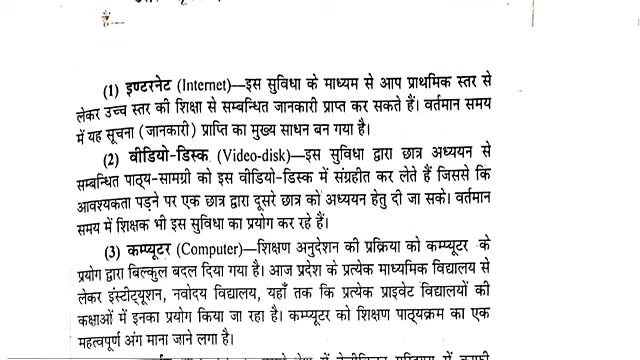 हैं—
(1) इण्टरनेट (Internet)—इस सुविधा के माध्यम से आप प्राथमिक स्तर से
लेकर उच्च स्तर की शिक्षा से सम्बन्धित जानकारी प्राप्त कर सकते हैं। वर्तमान समय
में यह सूचना (जानकारी) प्राप्ति का मुख्य साधन बन गया है।
(2) वीडियो-डिस्क (Video-disk)—इस सुविधा द्वारा छात्र अध्ययन से
सम्बन्धित पाठ्य-सामग्री को इस वीडियो-डिस्क में संग्रहीत कर लेते हैं जिससे कि
आवश्यकता पड़ने पर एक छात्र द्वारा दूसरे छात्र को अध्ययन हेतु दी जा सके। वर्तमान
समय में शिक्षक भी इस सुविधा का प्रयोग कर रहे हैं।
(3) कम्प्यूटर (Computer)—शिक्षण अनुदेशन की प्रक्रिया को कम्प्यूटर के
प्रयोग द्वारा बिल्कुल बदल दिया गया है। आज प्रदेश के प्रत्येक माध्यमिक विद्यालय से
लेकर इंस्टीट्यूशन, नवोदय विद्यालय, यहाँ तक कि प्रत्येक प्राइवेट विद्यालयों की
कक्षाओं में इनका प्रयोग किया जा रहा है। कम्प्यूटर को शिक्षण पाठ्यक्रम का एक
महत्वपूर्ण अंग माना जाने लगा है।